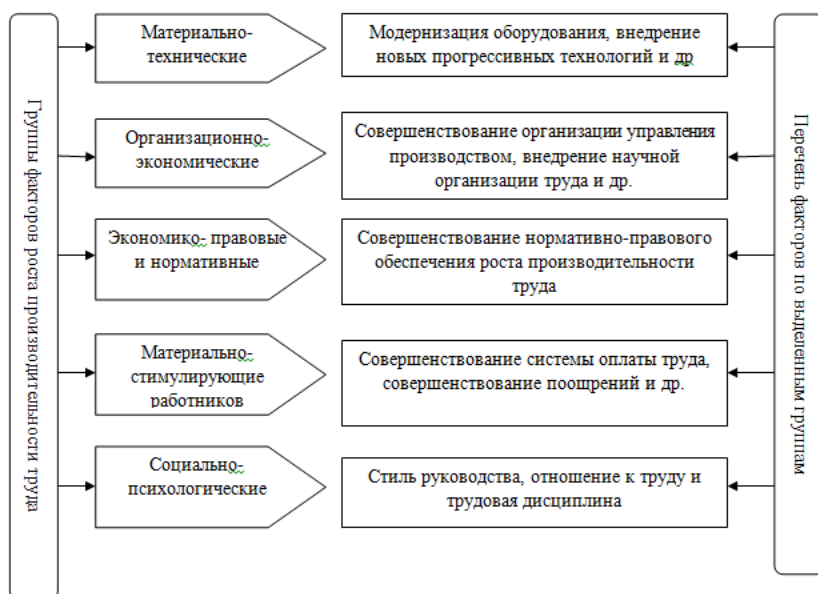 Группы факторов роста производительности труда
Материально-
технические
Модернизация оборудования, внедрение
новых прогрессивных технологий и др
Организационно-
экономические
Совершенствование организации управления
производством, внедрение научной
организации труда и др.
Экономико- правовые
и нормативные
Совершенствование нормативно-правового
обеспечения роста производительности
труда
Материально-
стимулирующие
работников
Совершенствование системы оплаты труда,
совершенствование поощрений и др.
Социально-
психологические
Стиль руководства, отношение к труду и
трудовая дисциплина
Перечень факторов по выделенным группам